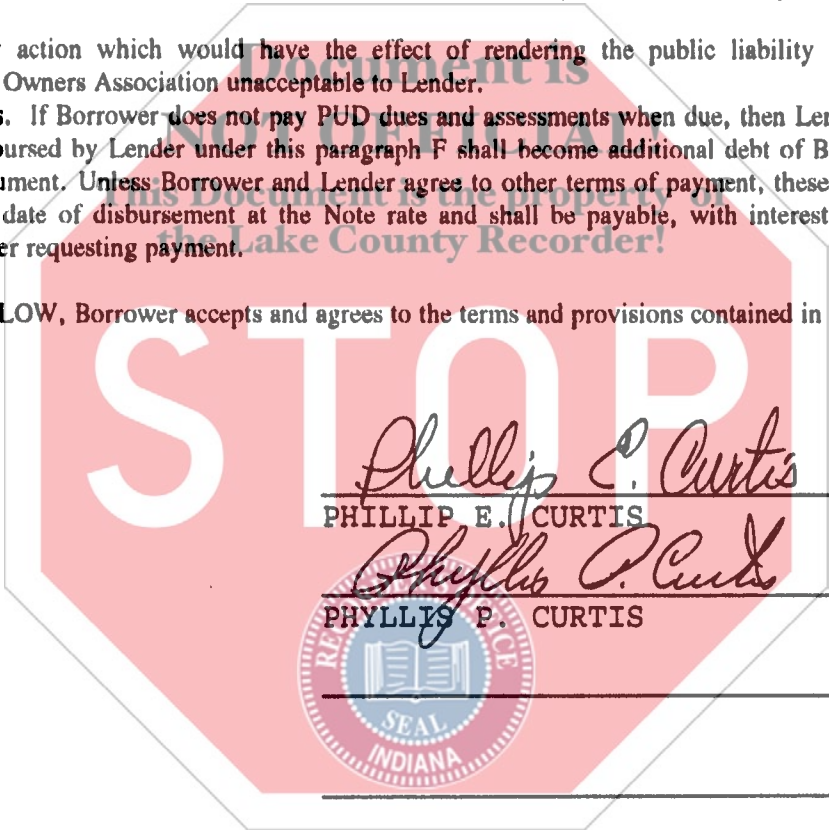 action which would have the effect of rendering the public liability
Owners Association unacceptable to Lender.
Document is
If Borrower does not pay PUD dues and assessments when due, then Len
NOT OFFICIAL!
ursed by Lender under this paragraph F shall become additional debt of B
ument. Unless Borrower and Lender agree to other terms of payment, these
This Document is the property of
date of disbursement at the Note rate and shall be payable, with interest
the Lake County Recorder!
er requesting payment.
LOW, Borrower accepts and agrees to the terms and provisions contained in
STOP
Phillip E. Curtis
PHILLIP E. CURTIS
Phyllis P. Curtis
PHYLLIS P. CURTIS
RECORDER'S OFFICE
SEAL
INDIANA